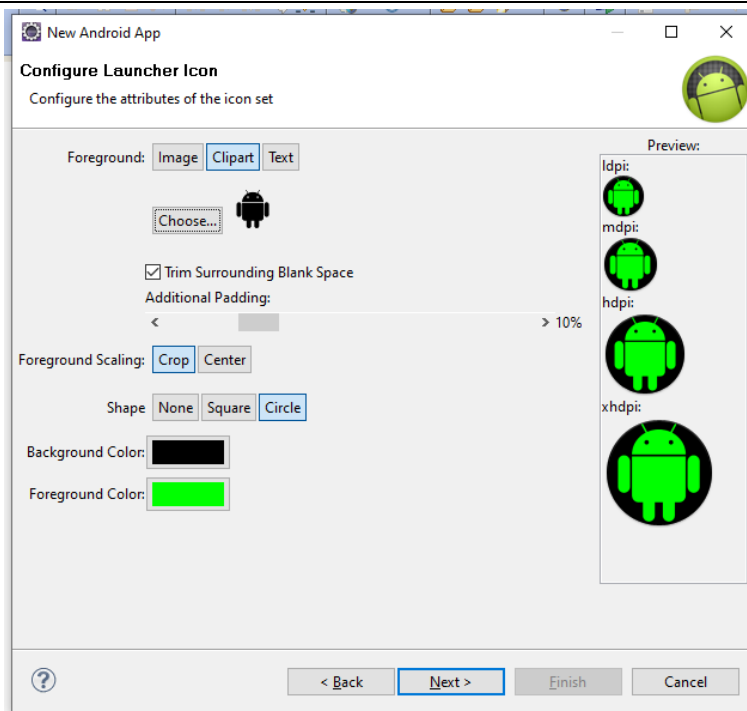 New Android App
Configure Launcher Icon
Configure the attributes of the icon set
Foreground: Image Clipart Text
Choose...
Trim Surrounding Blank Space
Additional Padding:
< > 10%
Foreground Scaling: Crop Center
Shape None Square Circle
Background Color:
Foreground Color:
Preview:
ldpi:
mdpi:
hdpi:
xhdpi:
? < Back Next > Finish Cancel